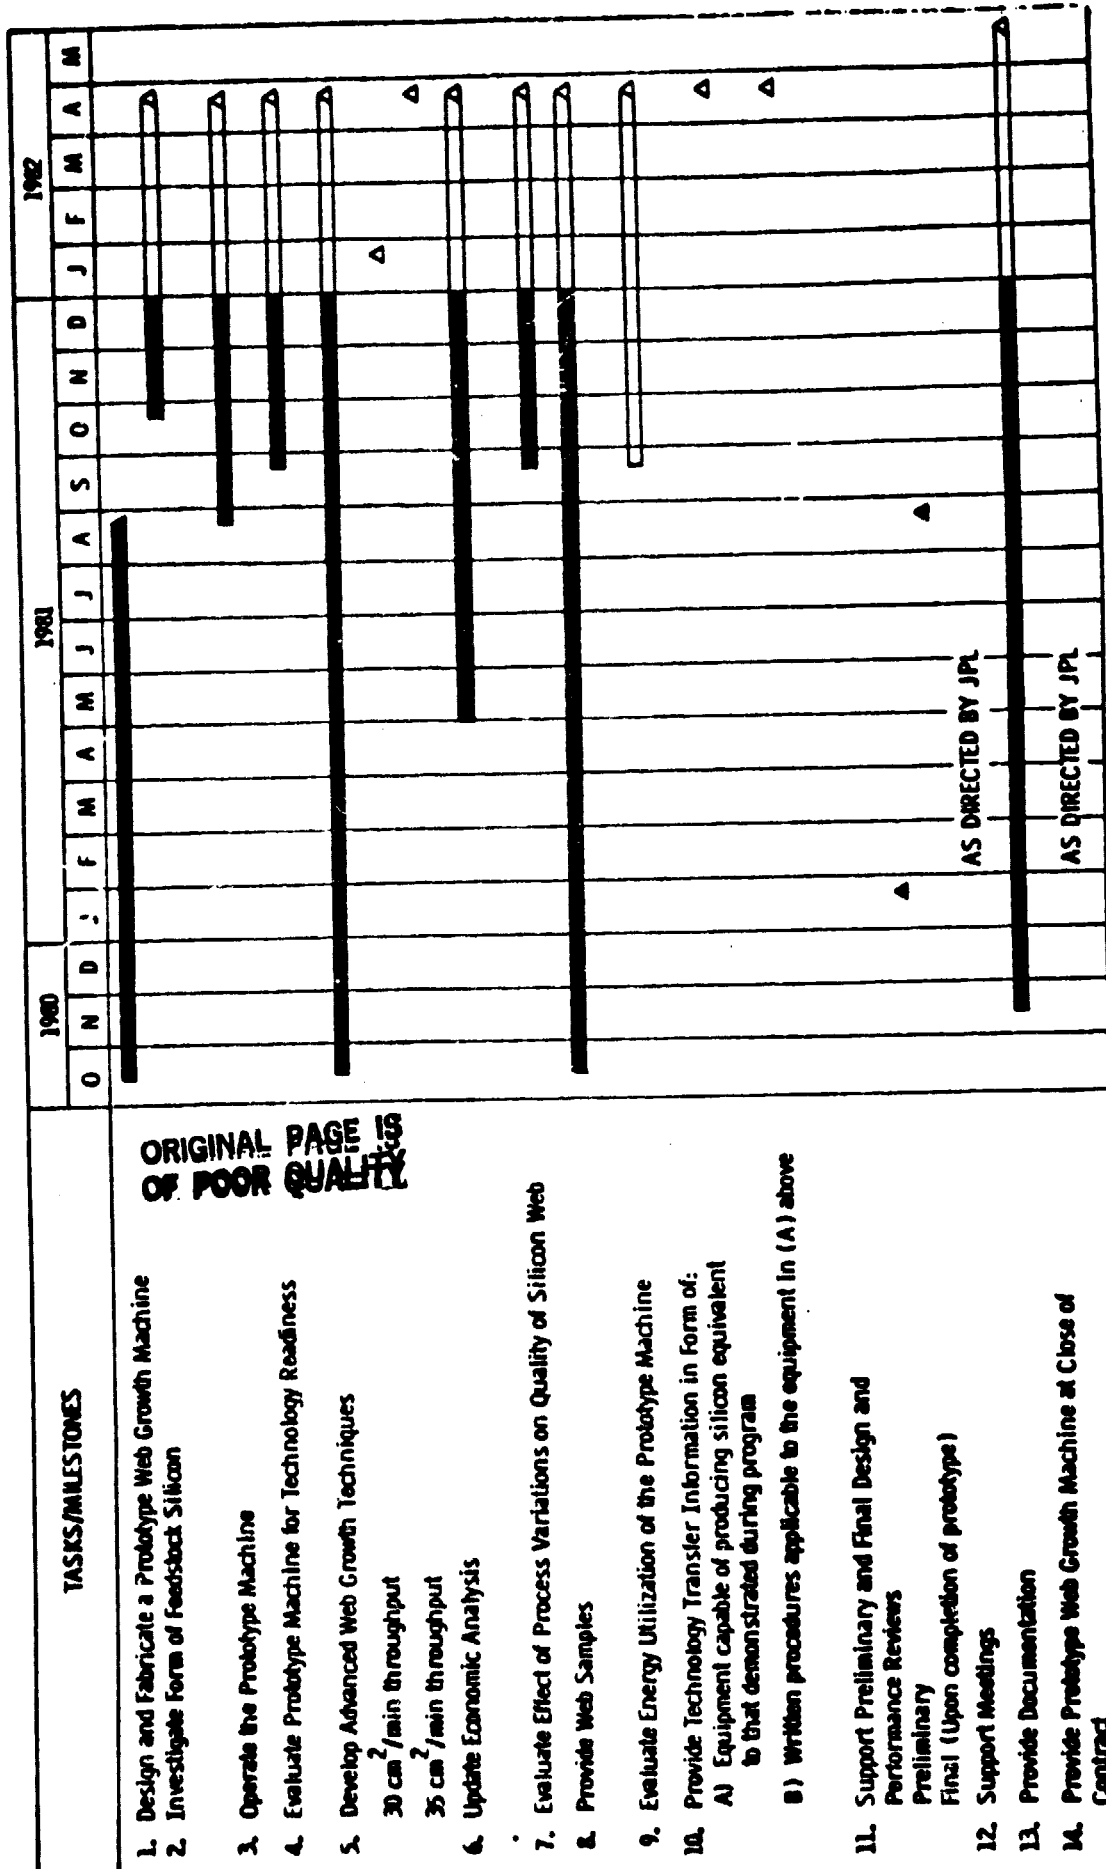 TASKS/MILESTONES
1980
1981
1982
O N D J F M A M J J A S O N D J F M A M
ORIGINAL PAGE IS
OF POOR QUALITY
1. Design and Fabricate a Prototype Web Growth Machine
2. Investigate Form of Feedstock Silicon
3. Operate the Prototype Machine
4. Evaluate Prototype Machine for Technology Readiness
5. Develop Advanced Web Growth Techniques
30 cm²/min throughput
35 cm²/min throughput
6. Update Economic Analysis
7. Evaluate Effect of Process Variations on Quality of Silicon Web
8. Provide Web Samples
9. Evaluate Energy Utilization of the Prototype Machine
10. Provide Technology Transfer Information in Form of:
A) Equipment capable of producing silicon equivalent
to that demonstrated during program
B) Written procedures applicable to the equipment in (A) above
11. Support Preliminary and Final Design and
Performance Reviews
Preliminary
Final (Upon completion of prototype)
12. Support Meetings
AS DIRECTED BY JPL
13. Provide Documentation
14. Provide Prototype Web Growth Machine at Close of
Contract
AS DIRECTED BY JPL